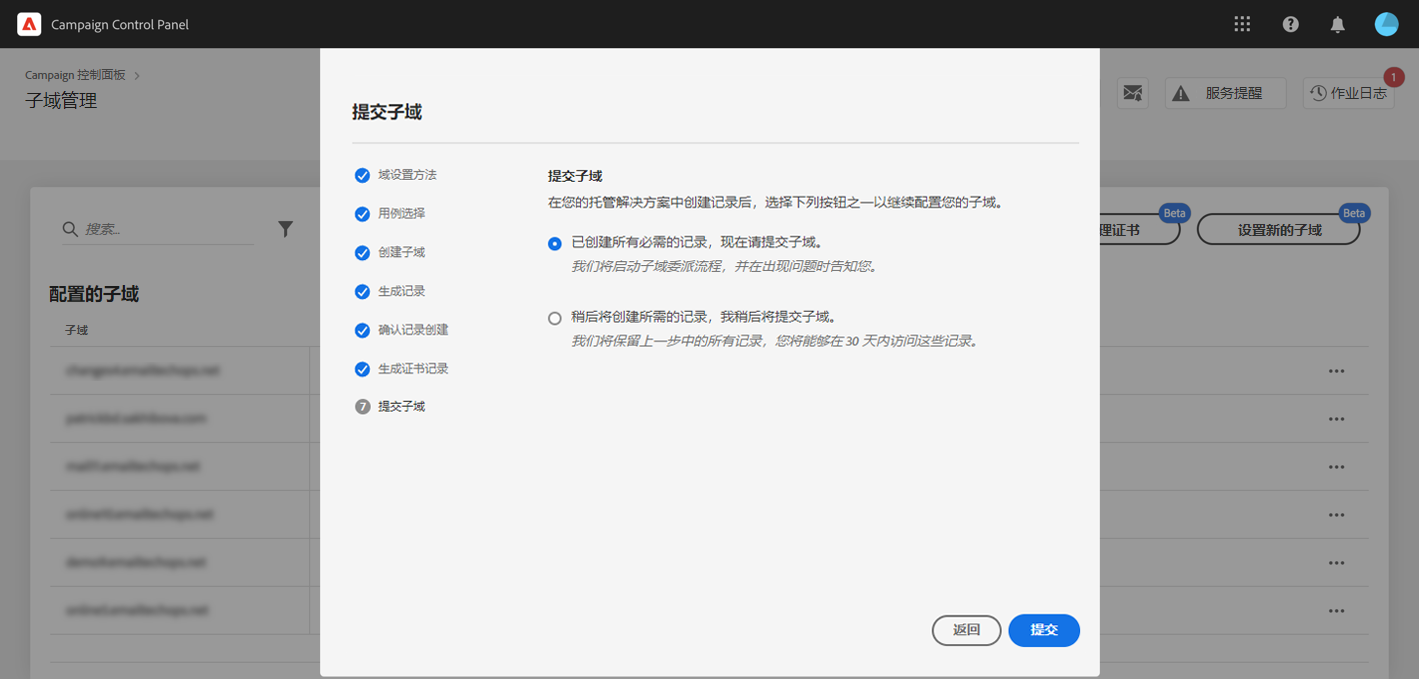 Campaign Control Panel
Campaign 控制面板
子域管理
服务提醒
作业日志
1
搜索...
理证书
Beta
设置新的子域
Beta
配置的子域
子域
提交子域
域设置方法
用例选择
创建子域
生成记录
确认记录创建
生成证书记录
7 提交子域
提交子域
在您的托管解决方案中创建记录后，选择下列按钮之一以继续配置您的子域。
已创建所有必需的记录，现在请提交子域。
我们将启动子域委派流程，并在出现问题时告知您。
稍后将创建所需的记录，我稍后将提交子域。
我们将保留上一步中的所有记录，您将能够在 30 天内访问这些记录。
返回
提交